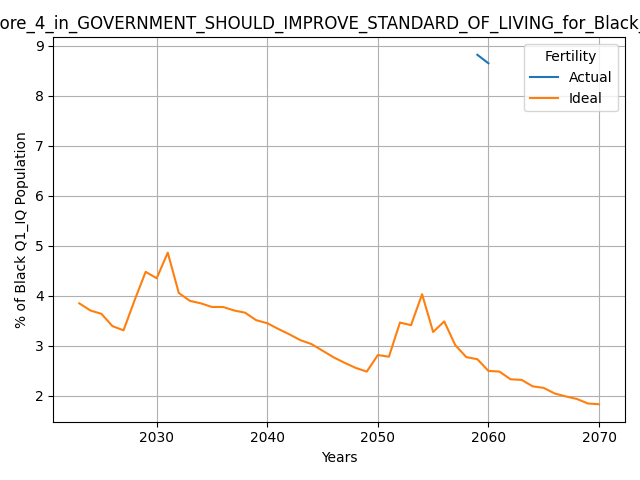 ore_4_in_GOVERNMENT_SHOULD_IMPROVE_STANDARD_OF_LIVING_for_Black_
9
8
7
6
5
4
3
2
% of Black Q1_IQ Population
Fertility
Actual
Ideal
2030 2040 2050 2060 2070
Years